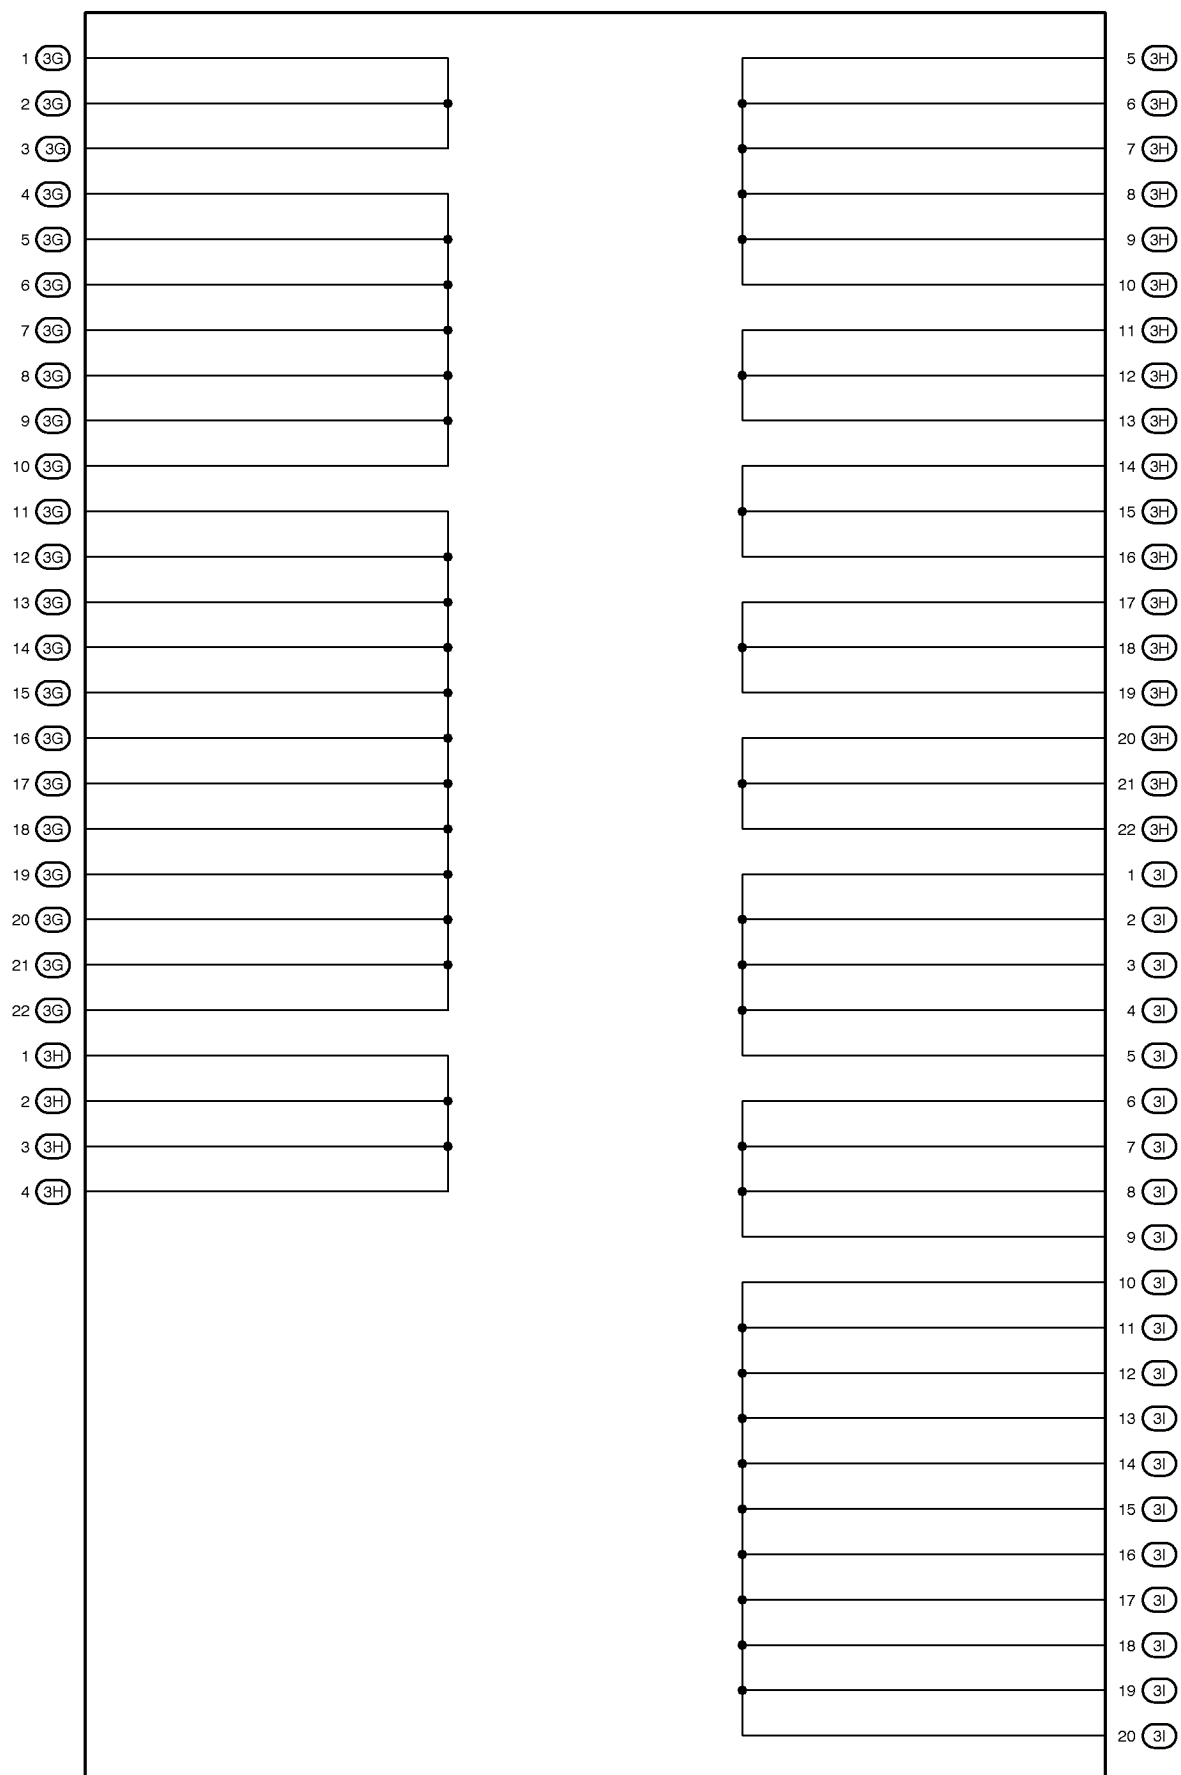 1 3G
2 3G
3 3G
4 3G
5 3G
6 3G
7 3G
8 3G
9 3G
10 3G
11 3G
12 3G
13 3G
14 3G
15 3G
16 3G
17 3G
18 3G
19 3G
20 3G
21 3G
22 3G
1 3H
2 3H
3 3H
4 3H
5 3H
6 3H
7 3H
8 3H
9 3H
10 3H
11 3H
12 3H
13 3H
14 3H
15 3H
16 3H
17 3H
18 3H
19 3H
20 3H
21 3H
22 3H
1 3I
2 3I
3 3I
4 3I
5 3I
6 3I
7 3I
8 3I
9 3I
10 3I
11 3I
12 3I
13 3I
14 3I
15 3I
16 3I
17 3I
18 3I
19 3I
20 3I